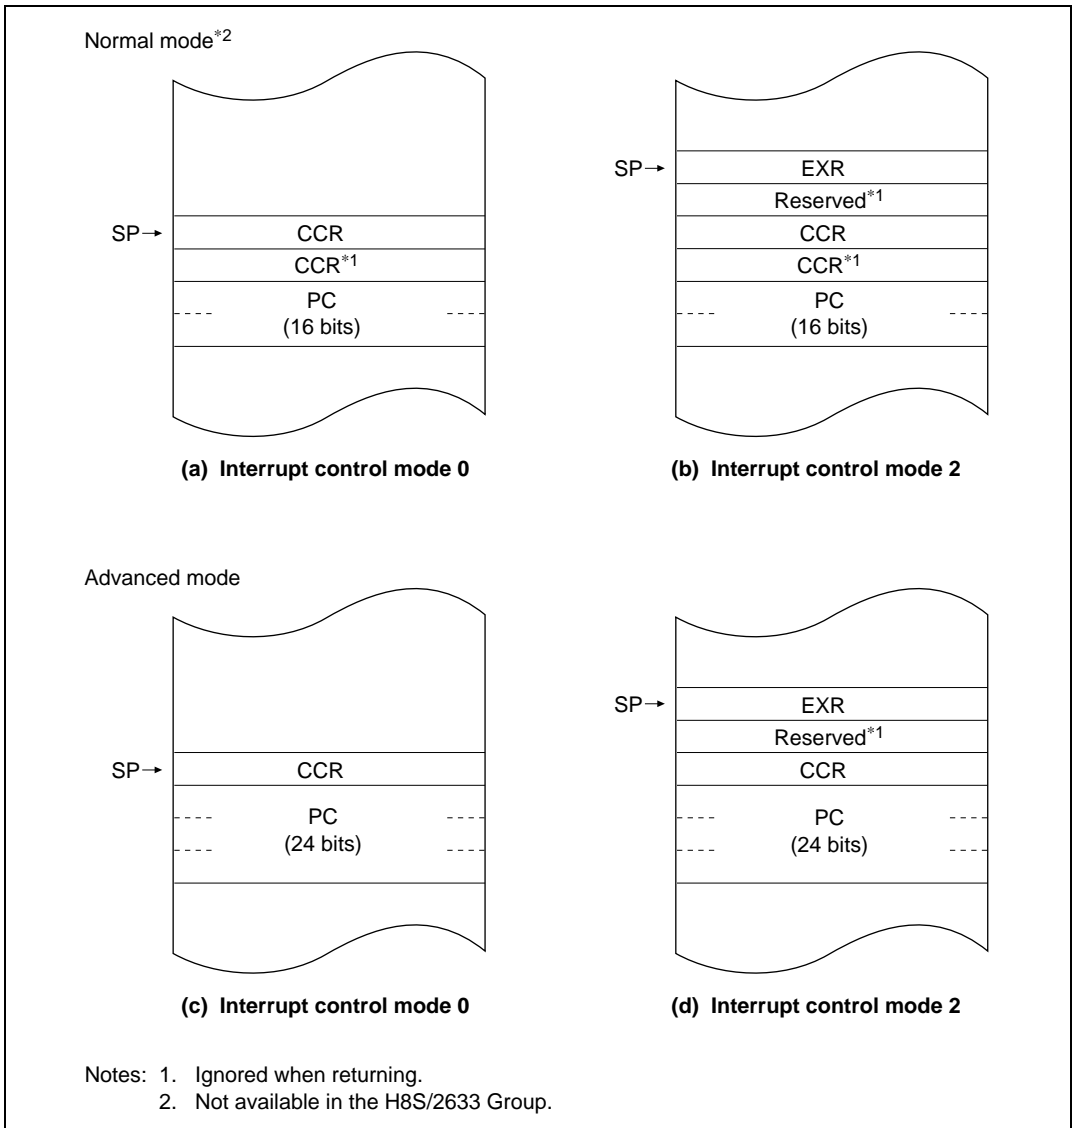 Normal mode*2
SP→
CCR
CCR*1
PC
(16 bits)
(a) Interrupt control mode 0
SP→
EXR
Reserved*1
CCR
CCR*1
PC
(16 bits)
(b) Interrupt control mode 2
Advanced mode
SP→
CCR
PC
(24 bits)
(c) Interrupt control mode 0
SP→
EXR
Reserved*1
CCR
PC
(24 bits)
(d) Interrupt control mode 2
Notes: 1. Ignored when returning.
2. Not available in the H8S/2633 Group.